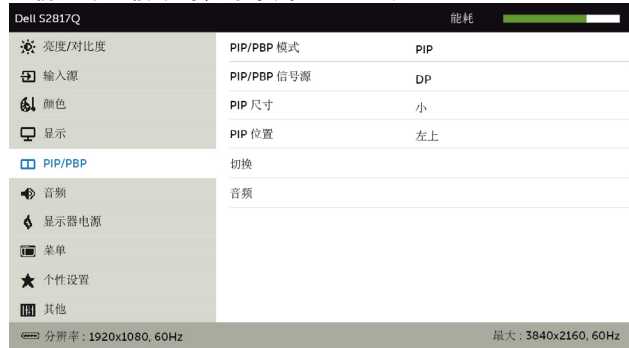 Dell S2817Q 能耗
亮度/对比度 PIP/PBP 模式 PIP
输入源 PIP/PBP 信号源 DP
颜色 PIP 尺寸 小
显示 PIP 位置 左上
PIP/PBP 切换
音频 音频
显示器电源
菜单
个性设置
其他
分辨率 : 1920x1080, 60Hz 最大 : 3840x2160, 60Hz